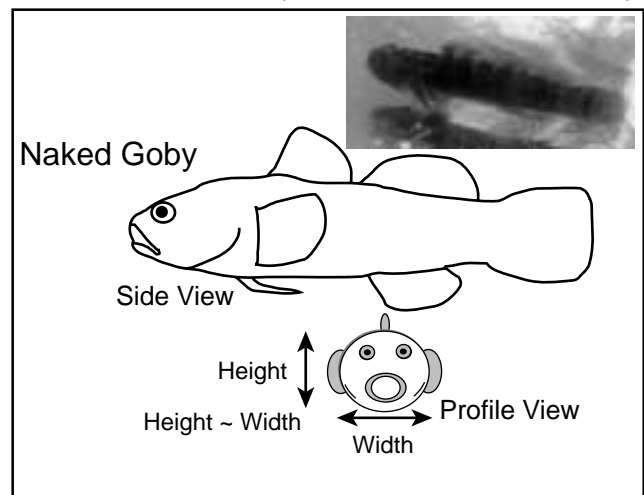 Naked Goby
Side View
Height
Height ~ Width
Profile View
Width